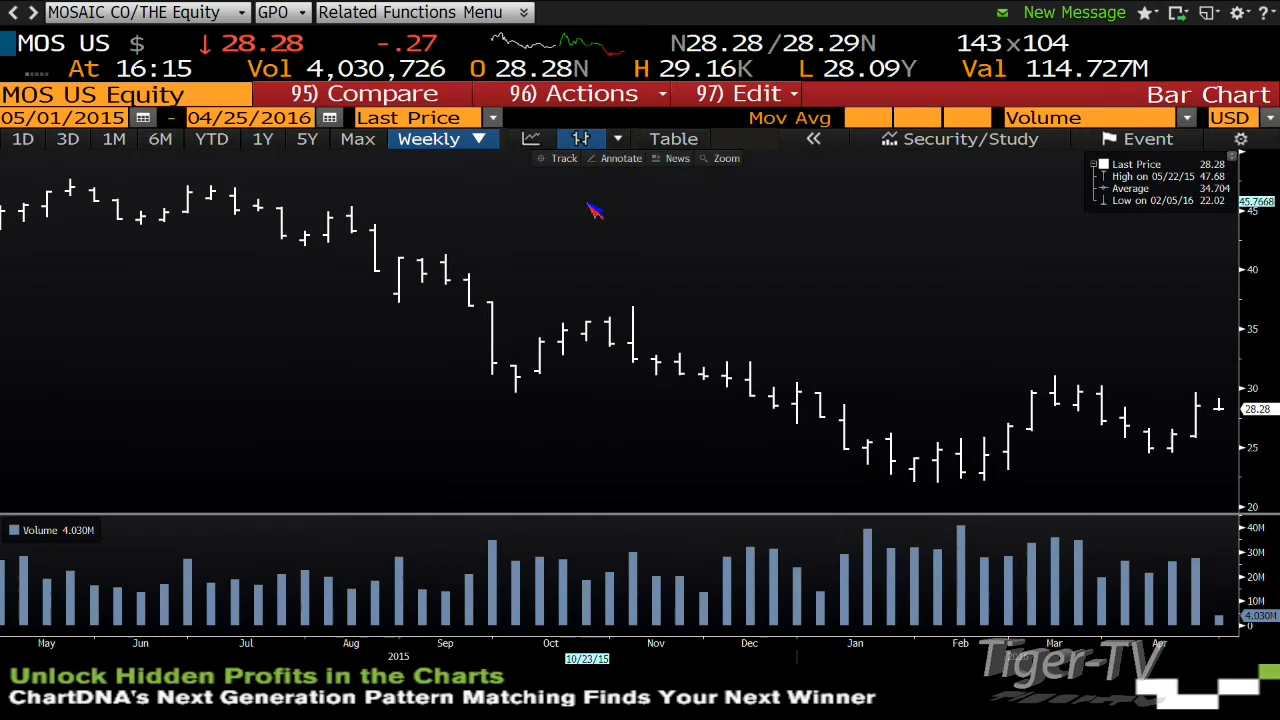 MOSAIC CO/THE Equity GPO Related Functions Menu New Message ?
MOS US $ ↓ 28.28 -.27 N28.28/28.29N 143x104
At 16:15 Vol 4,030,726 O 28.28N H 29.16K L 28.09Y Val 114.727M
MOS US Equity 95) Compare 96) Actions 97) Edit Bar Chart
05/01/2015 - 04/25/2016 Last Price Mov Avg Volume USD
1D 3D 1M 6M YTD 1Y 5Y Max Weekly Table Security/Study Event
Track Annotate News Zoom
Last Price 28.28
High on 05/22/15 47.68
Average 34.704
Low on 02/05/16 22.02
45.7668
45
40
35
30
28.28
25
20
Volume 4.030M
40M
30M
20M
10M
4.030M
0
May Jun Jul Aug Sep Oct Nov Dec Jan Feb Mar Apr
2015 10/23/15 2016
Tiger-TV
Unlock Hidden Profits in the Charts
ChartDNA's Next Generation Pattern Matching Finds Your Next Winner